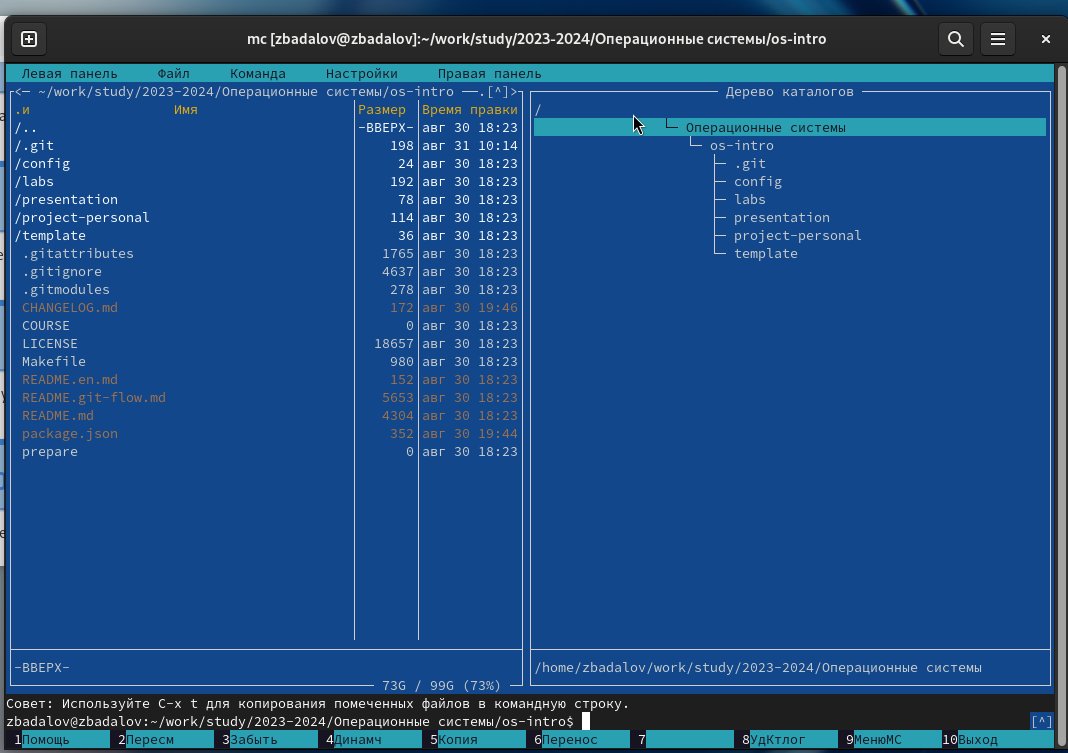 mc [zbadalov@zbadalov]:~/work/study/2023-2024/Операционные системы/os-intro
Левая панель Файл Команда Настройки Правая панель
<─ ~/work/study/2023-2024/Операционные системы/os-intro ──.[^]>
.и Имя Размер Время правки
/.. -ВВЕРХ- авг 30 18:23
/.git 198 авг 31 10:14
/config 24 авг 30 18:23
/labs 192 авг 30 18:23
/presentation 78 авг 30 18:23
/project-personal 114 авг 30 18:23
/template 36 авг 30 18:23
.gitattributes 1765 авг 30 18:23
.gitignore 4637 авг 30 18:23
.gitmodules 278 авг 30 18:23
CHANGELOG.md 172 авг 30 19:46
COURSE 0 авг 30 18:23
LICENSE 18657 авг 30 18:23
Makefile 980 авг 30 18:23
README.en.md 152 авг 30 18:23
README.git-flow.md 5653 авг 30 18:23
README.md 4304 авг 30 18:23
package.json 352 авг 30 19:44
prepare 0 авг 30 18:23
-ВВЕРХ-
73G / 99G (73%)
Дерево каталогов
/
Операционные системы
os-intro
.git
config
labs
presentation
project-personal
template
/home/zbadalov/work/study/2023-2024/Операционные системы
Совет: Используйте C-x t для копирования помеченных файлов в командную строку.
zbadalov@zbadalov:~/work/study/2023-2024/Операционные системы/os-intro$ [^]
1Помощь 2Пересм 3Забыть 4Динамч 5Копия 6Перенос 7 8УдКтлог 9МенюMC 10Выход